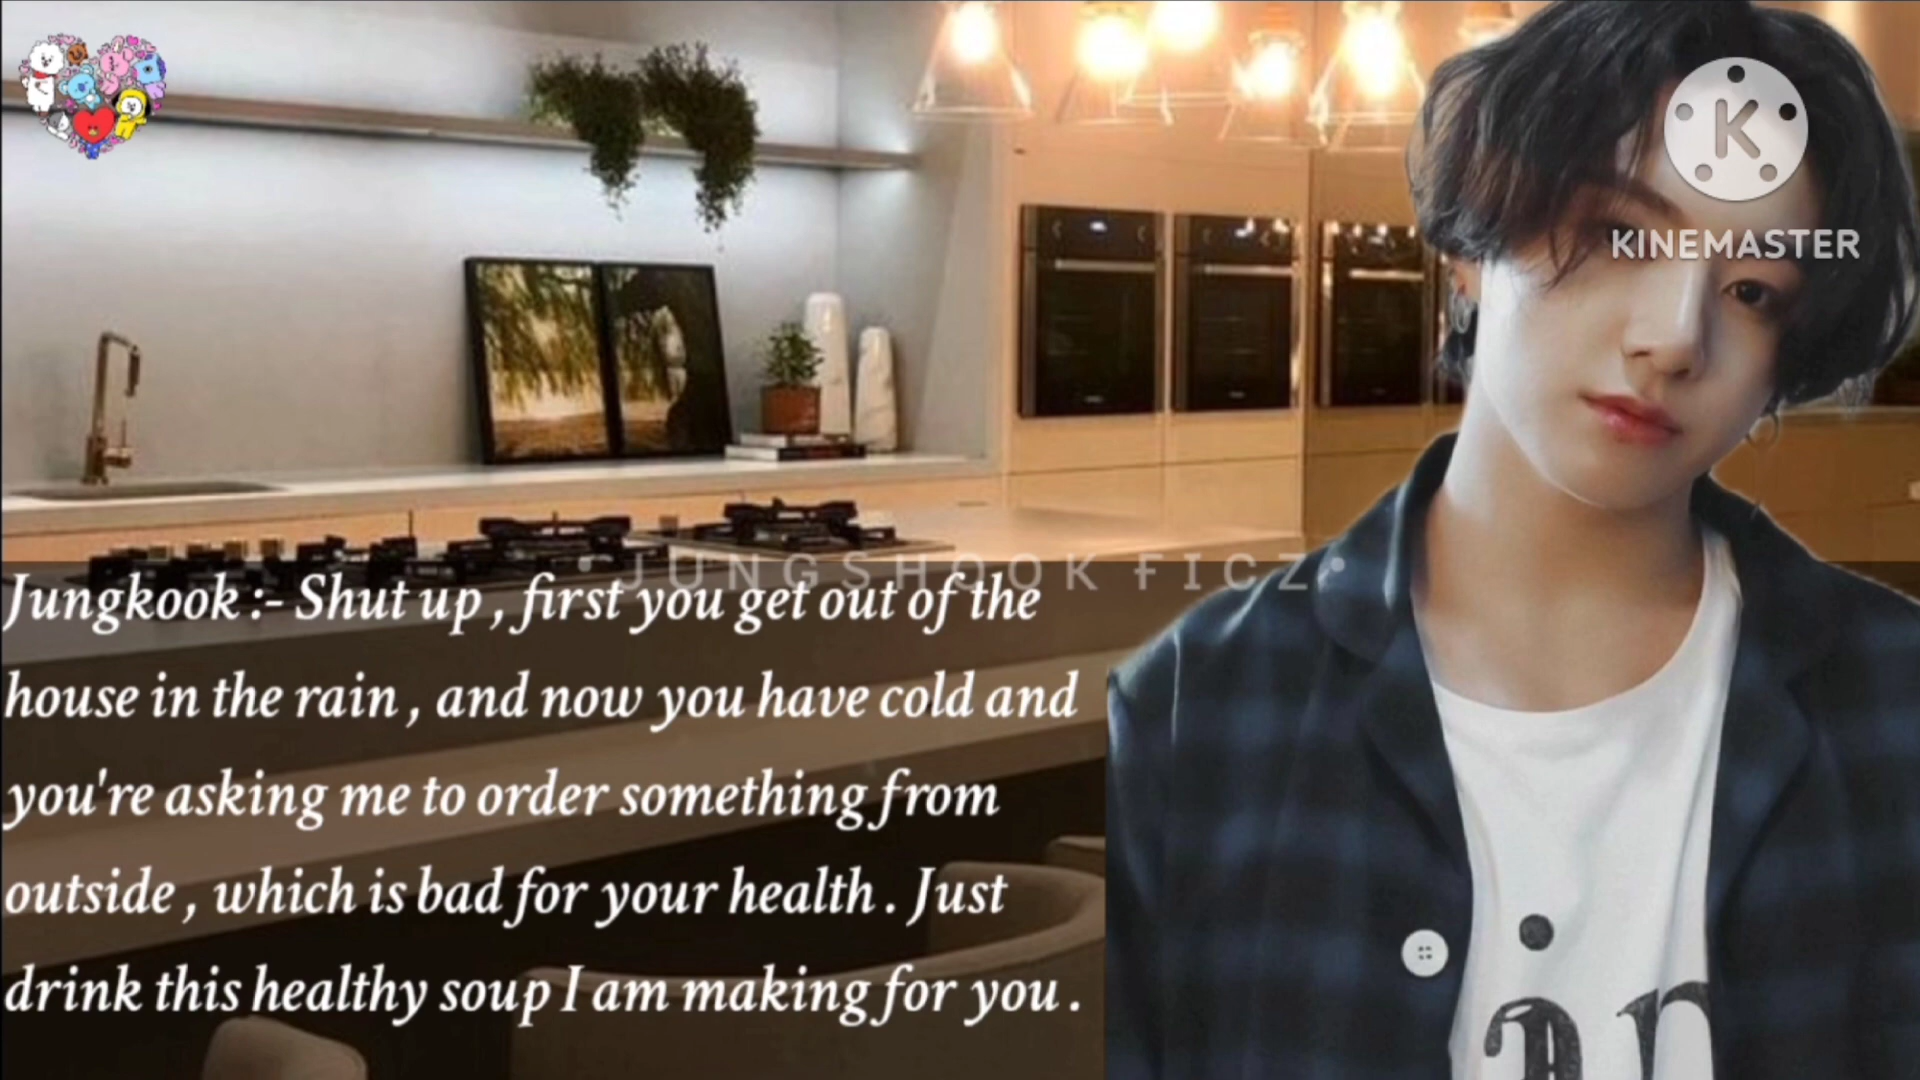 K
KINEMASTER
•JUNGSHOOK FICZ•
Jungkook :- Shut up , first you get out of the
house in the rain , and now you have cold and
you're asking me to order something from
outside , which is bad for your health . Just
drink this healthy soup I am making for you .
an